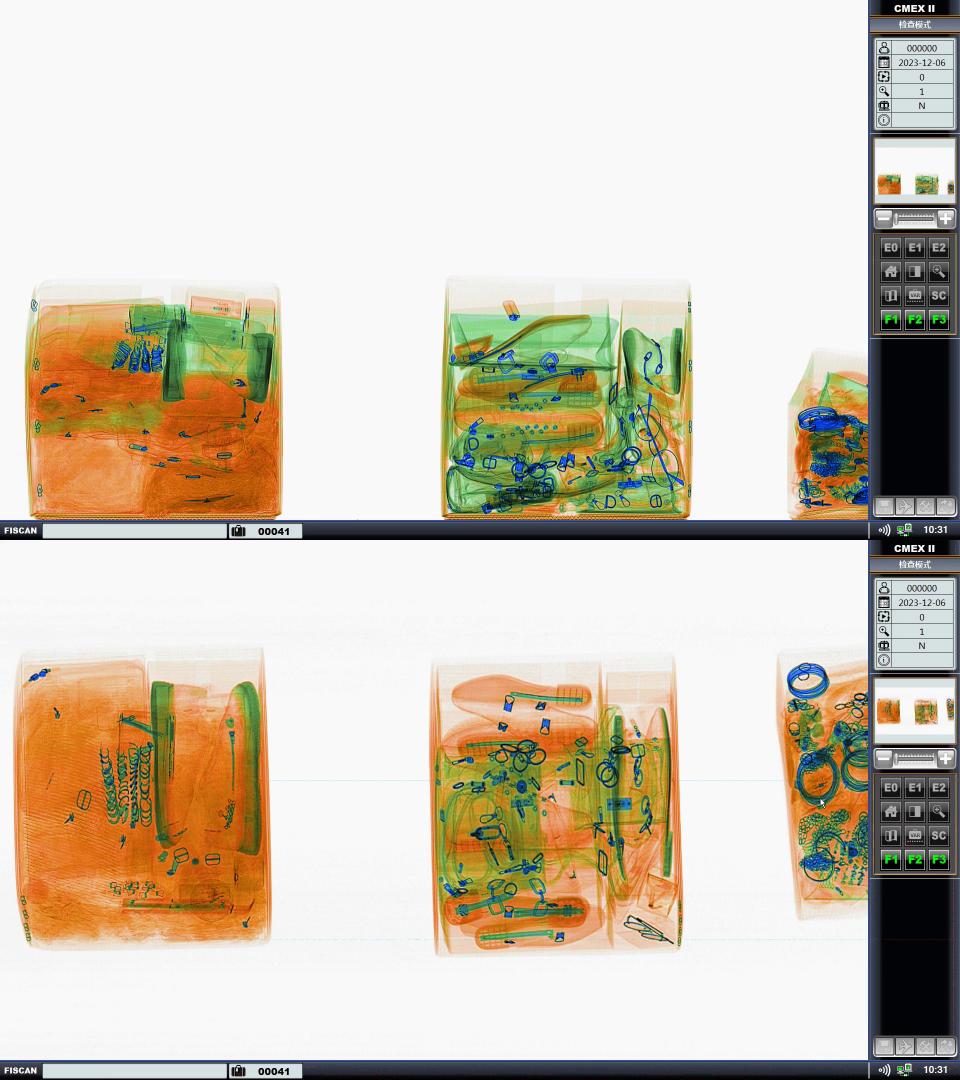 CMEX II
检查模式
000000
2023-12-06
0
1
N
E0 E1 E2
VAR SC
F1 F2 F3
FISCAN 00041 10:31
CMEX II
检查模式
000000
2023-12-06
0
1
N
E0 E1 E2
VAR SC
F1 F2 F3
FISCAN 00041 10:31